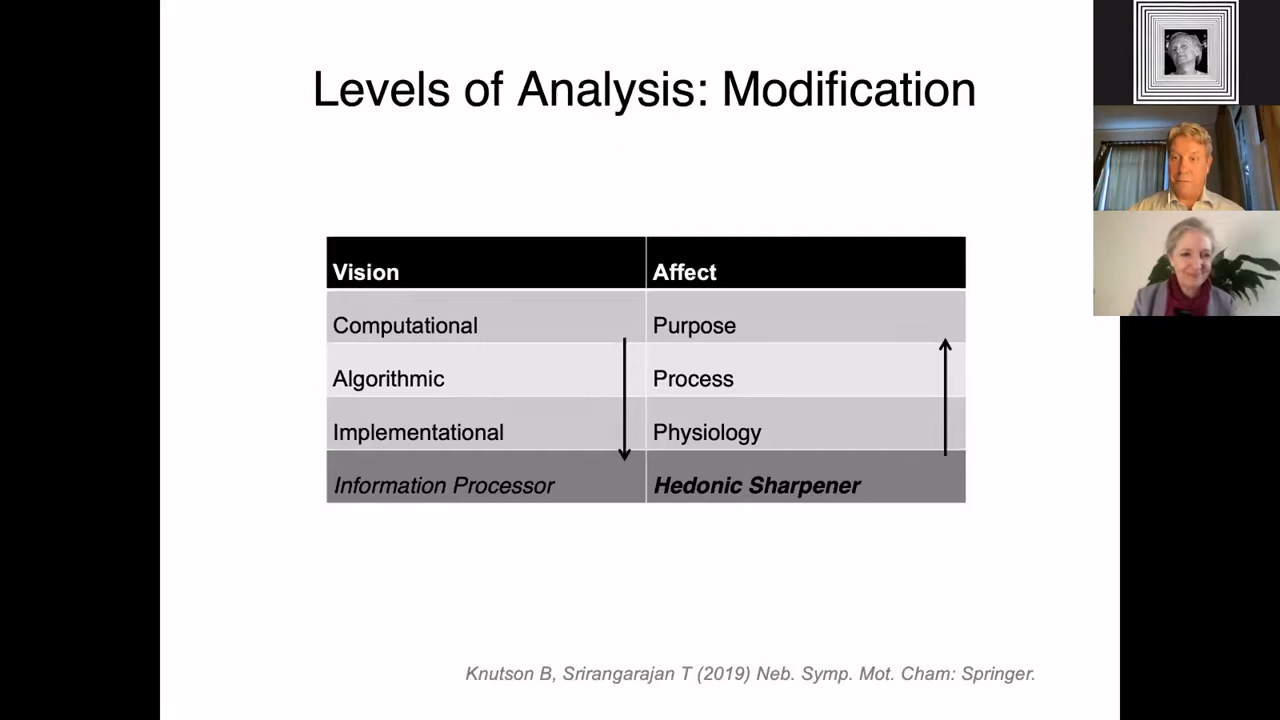 Levels of Analysis: Modification
Vision Affect
Computational Purpose
Algorithmic Process
Implementational Physiology
Information Processor Hedonic Sharpener
Knutson B, Srirangarajan T (2019) Neb. Symp. Mot. Cham: Springer.